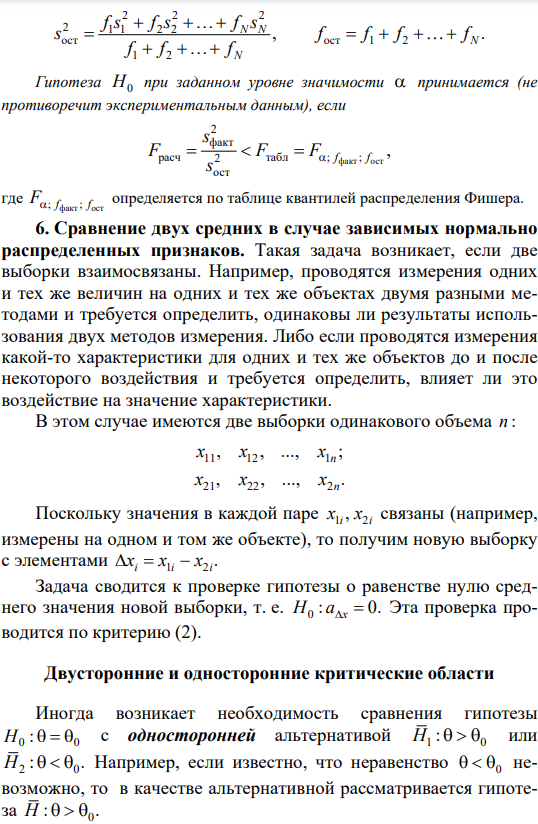 s²ост = (f₁s₁² + f₂s₂² + … + f_N s_N²) / (f₁ + f₂ + … + f_N), fост = f₁ + f₂ + … + f_N.
Гипотеза H₀ при заданном уровне значимости α принимается (не
противоречит экспериментальным данным), если
Fрасч = s²факт / s²ост < Fтабл = Fα; fфакт; fост,
где Fα; fфакт; fост определяется по таблице квантилей распределения Фишера.
6. Сравнение двух средних в случае зависимых нормально
распределенных признаков. Такая задача возникает, если две
выборки взаимосвязаны. Например, проводятся измерения одних
и тех же величин на одних и тех же объектах двумя разными ме-
тодами и требуется определить, одинаковы ли результаты исполь-
зования двух методов измерения. Либо если проводятся измерения
какой-то характеристики для одних и тех же объектов до и после
некоторого воздействия и требуется определить, влияет ли это
воздействие на значение характеристики.
В этом случае имеются две выборки одинакового объема n :
x₁₁, x₁₂, ..., x₁ₙ;
x₂₁, x₂₂, ..., x₂ₙ.
Поскольку значения в каждой паре x₁ᵢ, x₂ᵢ связаны (например,
измерены на одном и том же объекте), то получим новую выборку
с элементами Δxᵢ = x₁ᵢ − x₂ᵢ.
Задача сводится к проверке гипотезы о равенстве нулю сред-
него значения новой выборки, т. е. H₀ : aΔx = 0. Эта проверка про-
водится по критерию (2).
Двусторонние и односторонние критические области
Иногда возникает необходимость сравнения гипотезы
H₀ : θ = θ₀ с односторонней альтернативой H̅₁ : θ > θ₀ или
H̅₂ : θ < θ₀. Например, если известно, что неравенство θ < θ₀ не-
возможно, то в качестве альтернативной рассматривается гипоте-
за H̅ : θ > θ₀.